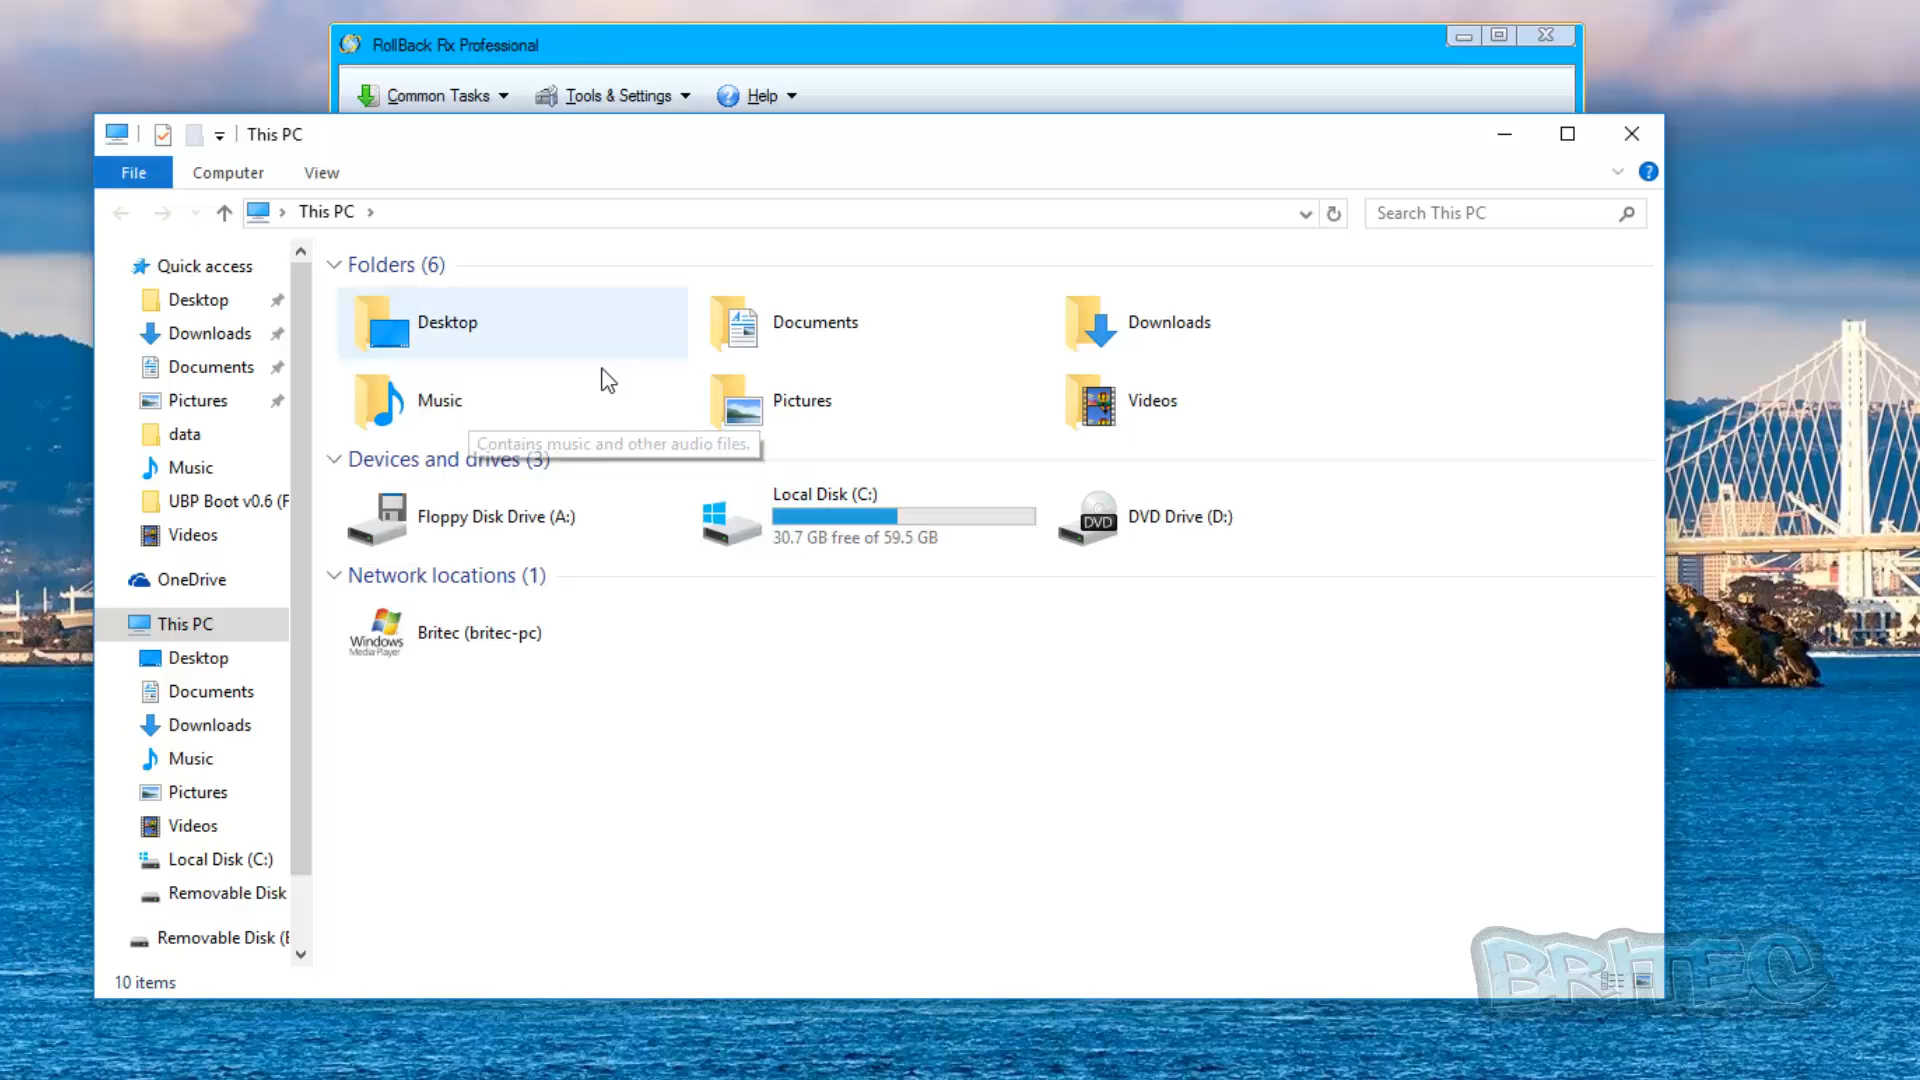 RollBack Rx Professional
Common Tasks
Tools & Settings
Help
This PC
File
Computer
View
This PC
Search This PC
Quick access
Desktop
Downloads
Documents
Pictures
data
Music
UBP Boot v0.6 (F
Videos
OneDrive
This PC
Desktop
Documents
Downloads
Music
Pictures
Videos
Local Disk (C:)
Removable Disk
Removable Disk (E
Folders (6)
Desktop
Documents
Downloads
Music
Pictures
Videos
Contains music and other audio files.
Devices and drives (3)
Floppy Disk Drive (A:)
Local Disk (C:)
30.7 GB free of 59.5 GB
DVD
DVD Drive (D:)
Network locations (1)
Windows
Media Player
Britec (britec-pc)
10 items
BRITEC